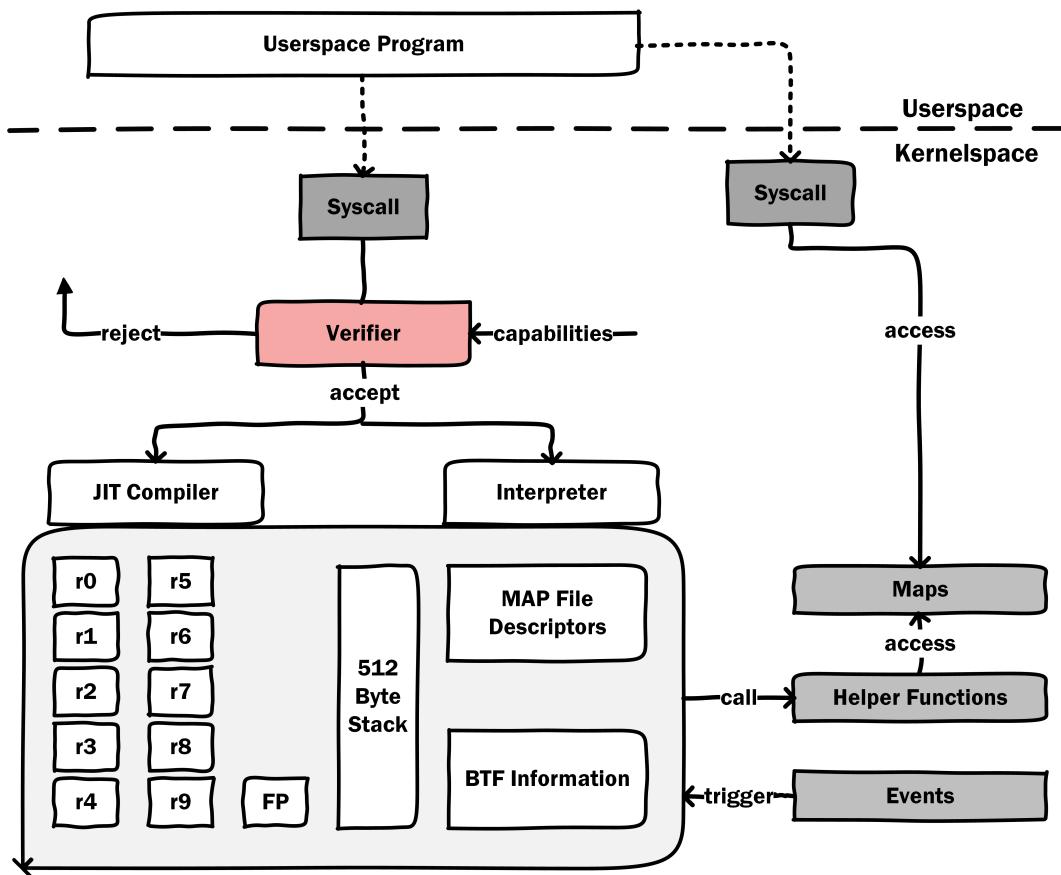 Userspace Program
Userspace
Kernelspace
Syscall
Syscall
reject
Verifier
capabilities
access
accept
JIT Compiler
Interpreter
r0
r5
r1
r6
r2
r7
r3
r8
r4
r9
FP
512
Byte
Stack
MAP File
Descriptors
BTF Information
Maps
access
call
Helper Functions
trigger
Events